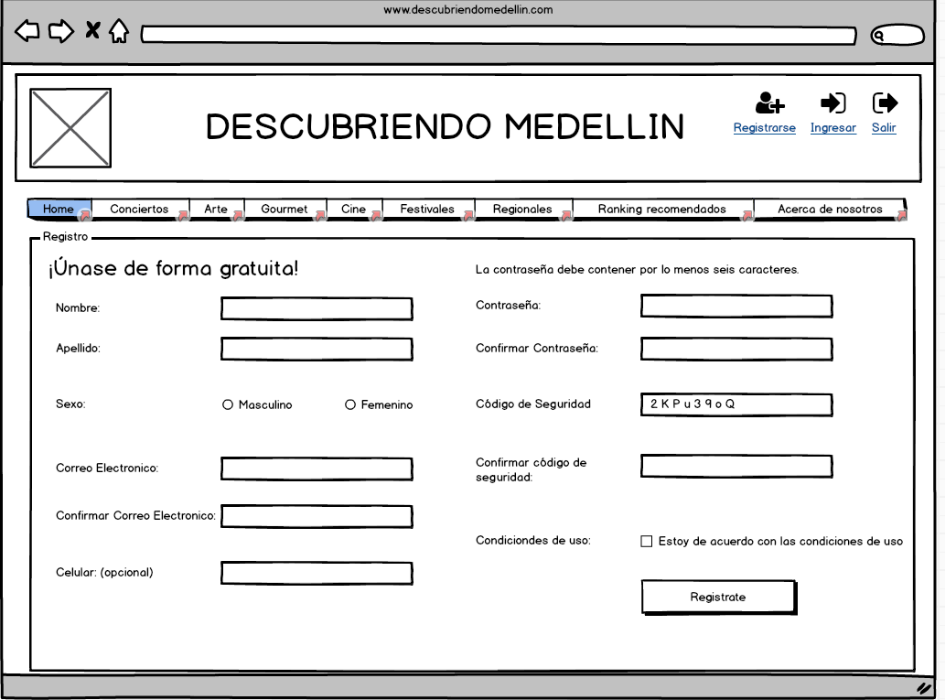 www.descubriendomedellin.com
DESCUBRIENDO MEDELLIN
Registrarse Ingresar Salir
Home Conciertos Arte Gourmet Cine Festivales Regionales Ranking recomendados Acerca de nosotros
Registro
¡Únase de forma gratuita!
Nombre:
Apellido:
Sexo: Masculino Femenino
Correo Electronico:
Confirmar Correo Electronico:
Celular: (opcional)
La contraseña debe contener por lo menos seis caracteres.
Contraseña:
Confirmar Contraseña:
Código de Seguridad 2 K P u 3 9 o Q
Confirmar código de
seguridad:
Condiciondes de uso: Estoy de acuerdo con las condiciones de uso
Registrate